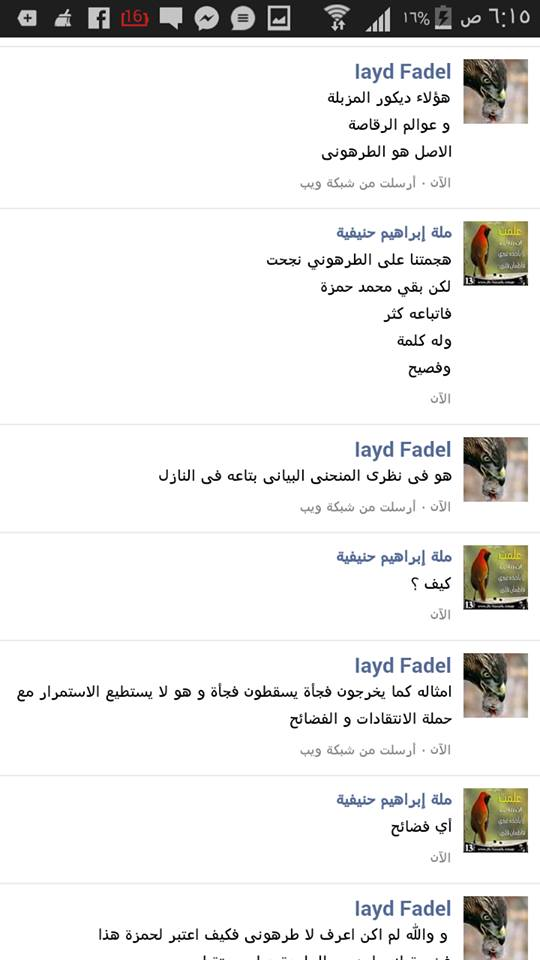 ٦:١٥ ص
١٦%
16
Iayd Fadel
هؤلاء ديكور المزبلة
و عوالم الرقاصة
الاصل هو الطرهونى
الآن · أرسلت من شبكة ويب
ملة إبراهيم حنيفية
هجمتنا على الطرهوني نجحت
لكن بقي محمد حمزة
فاتباعه كثر
وله كلمة
وفصيح
الآن
Iayd Fadel
هو فى نظرى المنحنى البيانى بتاعه فى النازل
الآن · أرسلت من شبكة ويب
ملة إبراهيم حنيفية
كيف ؟
الآن
Iayd Fadel
امثاله كما يخرجون فجأة يسقطون فجأة و هو لا يستطيع الاستمرار مع
حملة الانتقادات و الفضائح
الآن · أرسلت من شبكة ويب
ملة إبراهيم حنيفية
أي فضائح
الآن
Iayd Fadel
و والله لم اكن اعرف لا طرهونى فكيف اعتبر لحمزة هذا